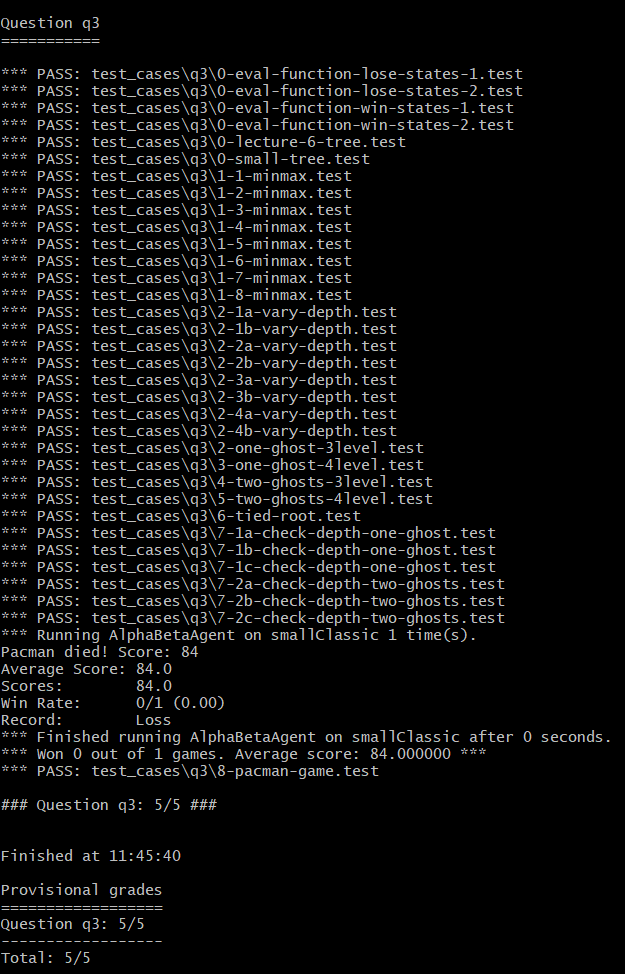 Question q3
===========
*** PASS: test_cases\q3\0-eval-function-lose-states-1.test
*** PASS: test_cases\q3\0-eval-function-lose-states-2.test
*** PASS: test_cases\q3\0-eval-function-win-states-1.test
*** PASS: test_cases\q3\0-eval-function-win-states-2.test
*** PASS: test_cases\q3\0-lecture-6-tree.test
*** PASS: test_cases\q3\0-small-tree.test
*** PASS: test_cases\q3\1-1-minmax.test
*** PASS: test_cases\q3\1-2-minmax.test
*** PASS: test_cases\q3\1-3-minmax.test
*** PASS: test_cases\q3\1-4-minmax.test
*** PASS: test_cases\q3\1-5-minmax.test
*** PASS: test_cases\q3\1-6-minmax.test
*** PASS: test_cases\q3\1-7-minmax.test
*** PASS: test_cases\q3\1-8-minmax.test
*** PASS: test_cases\q3\2-1a-vary-depth.test
*** PASS: test_cases\q3\2-1b-vary-depth.test
*** PASS: test_cases\q3\2-2a-vary-depth.test
*** PASS: test_cases\q3\2-2b-vary-depth.test
*** PASS: test_cases\q3\2-3a-vary-depth.test
*** PASS: test_cases\q3\2-3b-vary-depth.test
*** PASS: test_cases\q3\2-4a-vary-depth.test
*** PASS: test_cases\q3\2-4b-vary-depth.test
*** PASS: test_cases\q3\2-one-ghost-3level.test
*** PASS: test_cases\q3\3-one-ghost-4level.test
*** PASS: test_cases\q3\4-two-ghosts-3level.test
*** PASS: test_cases\q3\5-two-ghosts-4level.test
*** PASS: test_cases\q3\6-tied-root.test
*** PASS: test_cases\q3\7-1a-check-depth-one-ghost.test
*** PASS: test_cases\q3\7-1b-check-depth-one-ghost.test
*** PASS: test_cases\q3\7-1c-check-depth-one-ghost.test
*** PASS: test_cases\q3\7-2a-check-depth-two-ghosts.test
*** PASS: test_cases\q3\7-2b-check-depth-two-ghosts.test
*** PASS: test_cases\q3\7-2c-check-depth-two-ghosts.test
*** Running AlphaBetaAgent on smallClassic 1 time(s).
Pacman died! Score: 84
Average Score: 84.0
Scores:        84.0
Win Rate:      0/1 (0.00)
Record:        Loss
*** Finished running AlphaBetaAgent on smallClassic after 0 seconds.
*** Won 0 out of 1 games. Average score: 84.000000 ***
*** PASS: test_cases\q3\8-pacman-game.test
### Question q3: 5/5 ###
Finished at 11:45:40
Provisional grades
==================
Question q3: 5/5
------------------
Total: 5/5